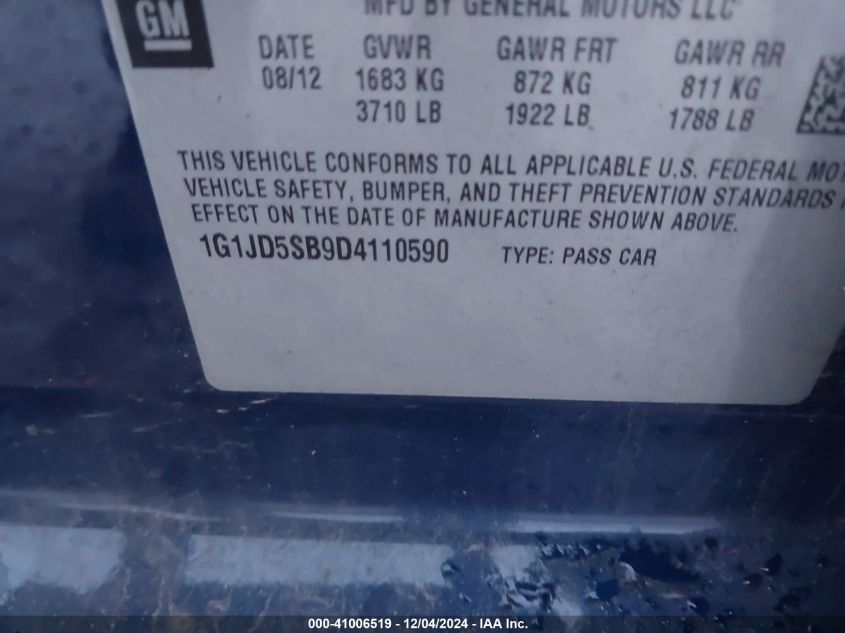 GM
MFD BY GENERAL MOTORS LLC
DATE GVWR GAWR FRT GAWR RR
08/12 1683 KG 872 KG 811 KG
3710 LB 1922 LB 1788 LB
THIS VEHICLE CONFORMS TO ALL APPLICABLE U.S. FEDERAL MO
VEHICLE SAFETY, BUMPER, AND THEFT PREVENTION STANDARDS
EFFECT ON THE DATE OF MANUFACTURE SHOWN ABOVE.
1G1JD5SB9D4110590 TYPE: PASS CAR
000-41006519 - 12/04/2024 - IAA Inc.